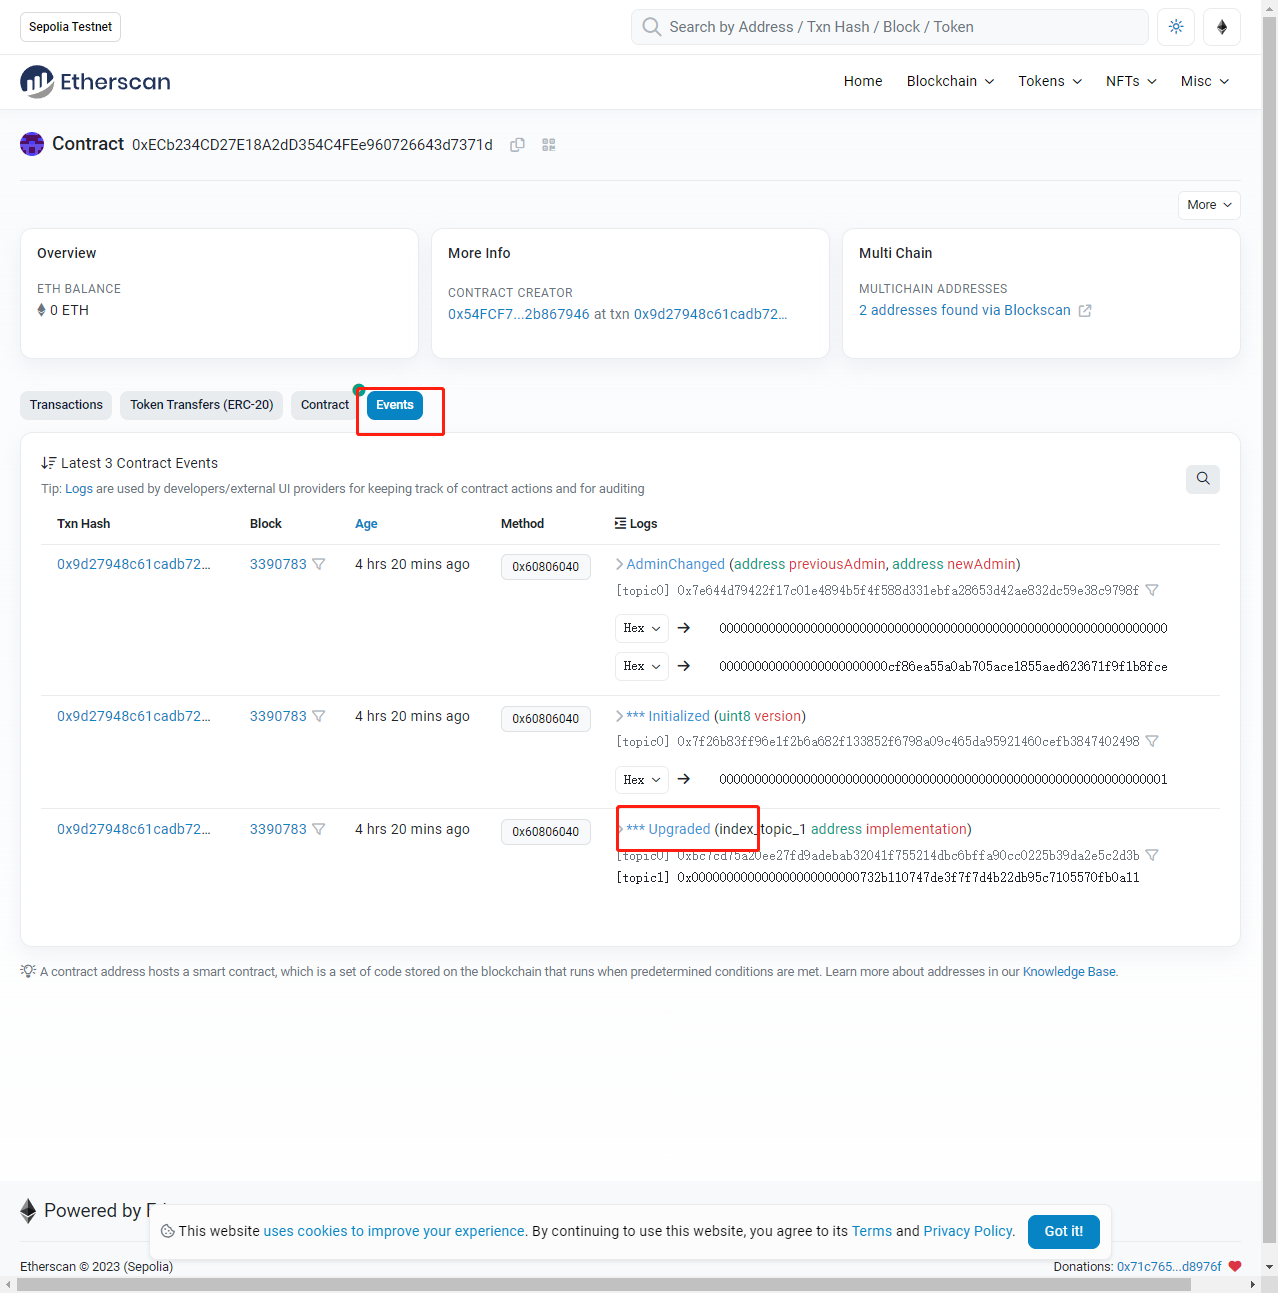 Sepolia Testnet
Search by Address / Txn Hash / Block / Token
Etherscan
Home Blockchain Tokens NFTs Misc
Contract 0xECb234CD27E18A2dD354C4FEe960726643d7371d
More
Overview
ETH BALANCE
0 ETH
More Info
CONTRACT CREATOR
0x54FCF7...2b867946 at txn 0x9d27948c61cadb72...
Multi Chain
MULTICHAIN ADDRESSES
2 addresses found via Blockscan
Transactions Token Transfers (ERC-20) Contract Events
Latest 3 Contract Events
Tip: Logs are used by developers/external UI providers for keeping track of contract actions and for auditing
Txn Hash Block Age Method Logs
0x9d27948c61cadb72... 3390783 4 hrs 20 mins ago 0x60806040 AdminChanged (address previousAdmin, address newAdmin)
[topic0] 0x7e644d79422f17c01e4894b5f4f588d331ebfa28653d42ae832dc59e38c9798f
Hex 0000000000000000000000000000000000000000000000000000000000000000
Hex 000000000000000000000000cf86ea55a0ab705ace1855aed623671f9f1b8fce
0x9d27948c61cadb72... 3390783 4 hrs 20 mins ago 0x60806040 *** Initialized (uint8 version)
[topic0] 0x7f26b83ff96e1f2b6a682f133852f6798a09c465da95921460cefb3847402498
Hex 0000000000000000000000000000000000000000000000000000000000000001
0x9d27948c61cadb72... 3390783 4 hrs 20 mins ago 0x60806040 *** Upgraded (index_topic_1 address implementation)
[topic0] 0xbc7cd75a20ee27fd9adebab32041f755214dbc6bffa90cc0225b39da2e5c2d3b
[topic1] 0x000000000000000000000000732b110747de3f7f7d4b22db95c7105570fb0a11
A contract address hosts a smart contract, which is a set of code stored on the blockchain that runs when predetermined conditions are met. Learn more about addresses in our Knowledge Base.
Powered by
This website uses cookies to improve your experience. By continuing to use this website, you agree to its Terms and Privacy Policy.
Got it!
Etherscan © 2023 (Sepolia)
Donations: 0x71c765...d8976f